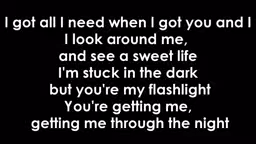 I got all I need when I got you and I
I look around me,
and see a sweet life
I'm stuck in the dark
but you're my flashlight
You're getting me,
getting me through the night